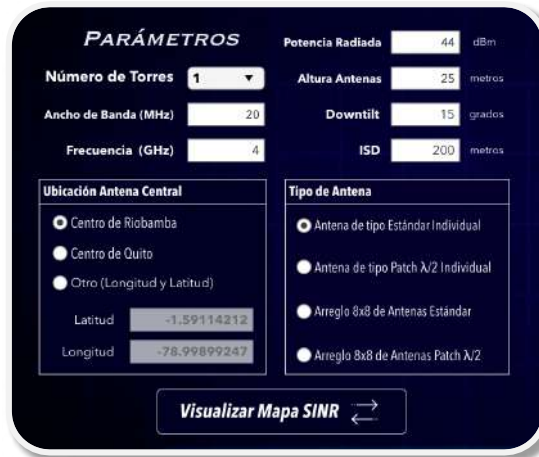 PARÁMETROS
Número de Torres 1
Ancho de Banda (MHz) 20
Frecuencia (GHz) 4
Potencia Radiada 44 dBm
Altura Antenas 25 metros
Downtilt 15 grados
ISD 200 metros
Ubicación Antena Central
Centro de Riobamba
Centro de Quito
Otro (Longitud y Latitud)
Latitud -1.59114212
Longitud -78.99899247
Tipo de Antena
Antena de tipo Estándar Individual
Antena de tipo Patch λ/2 Individual
Arreglo 8x8 de Antenas Estándar
Arreglo 8x8 de Antenas Patch λ/2
Visualizar Mapa SINR